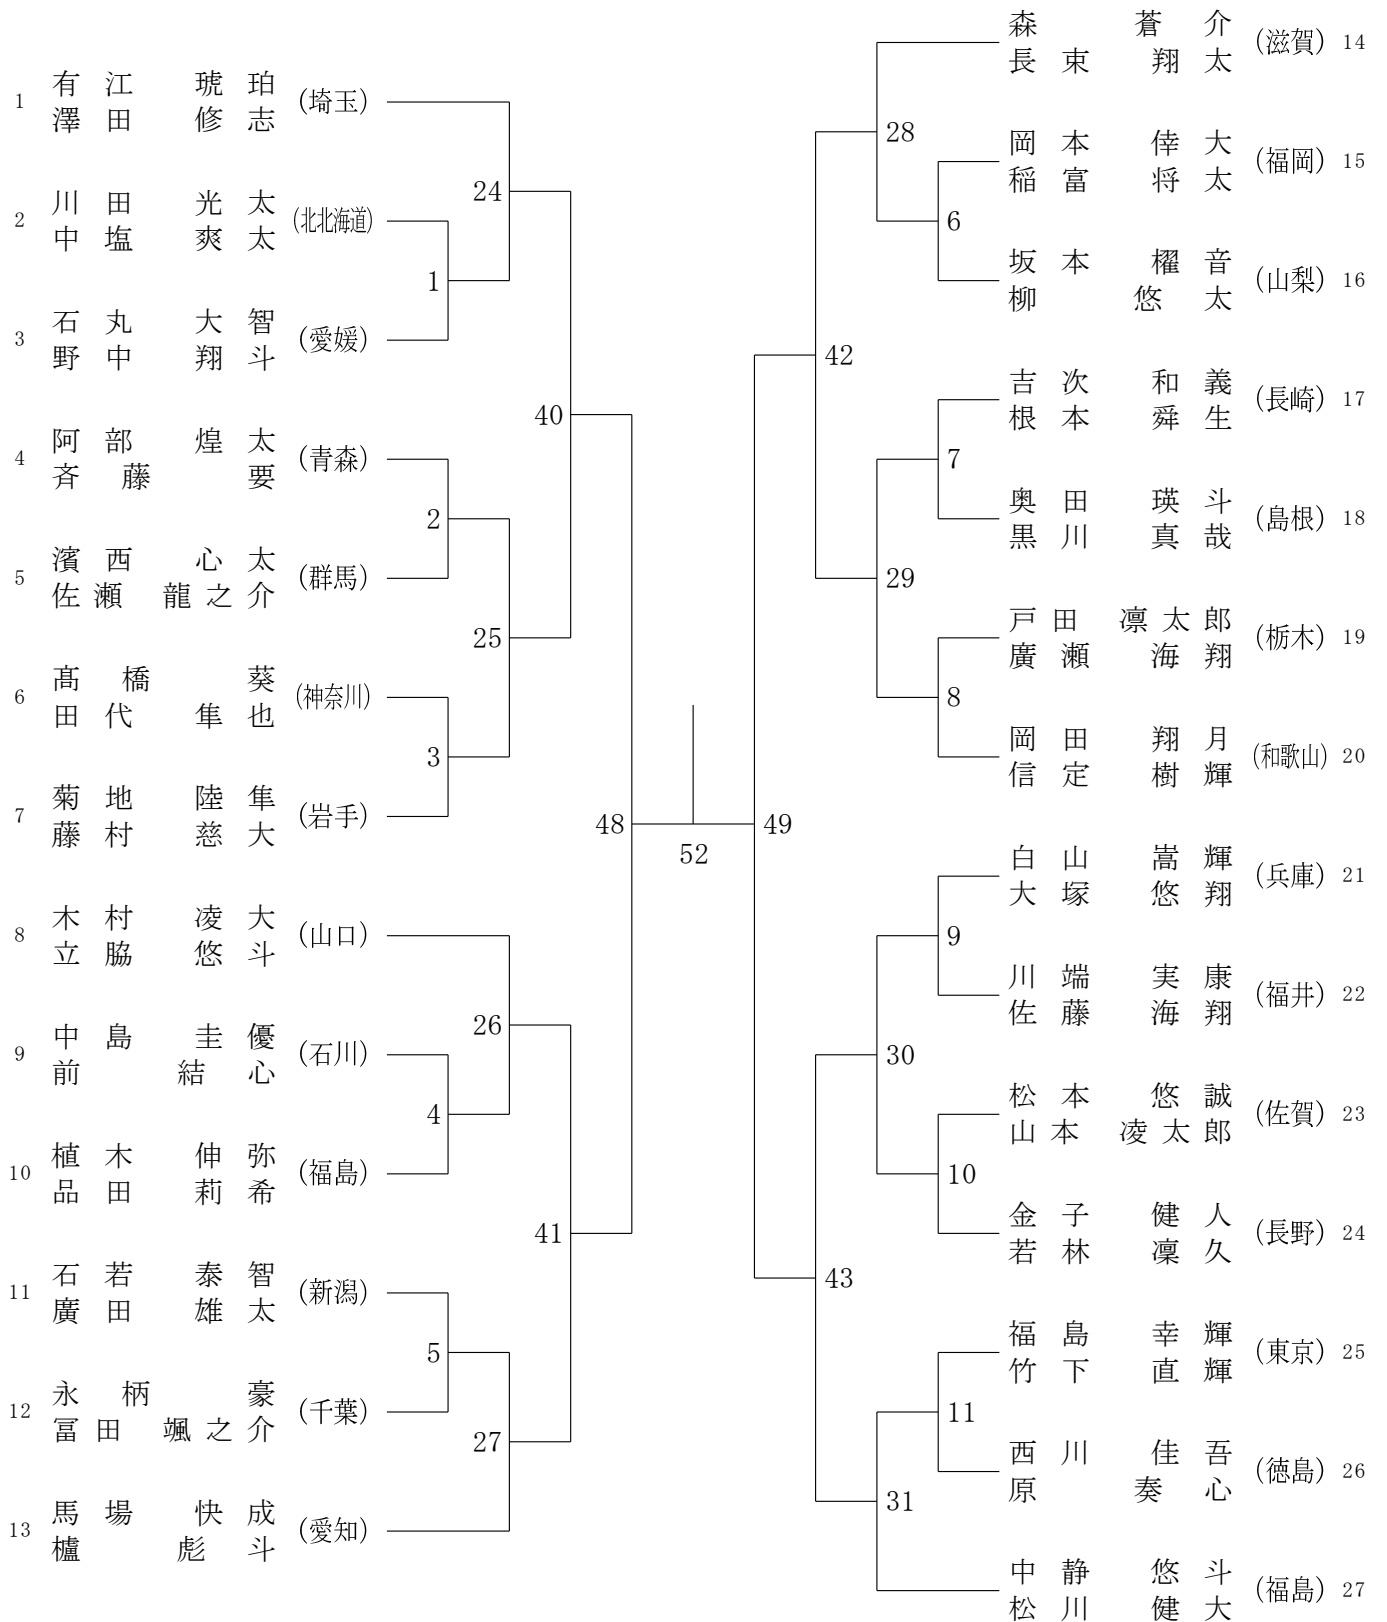 1 有江 琥珀 (埼玉)
澤田 修志
2 川田 光太 (北北海道)
中塩 爽太
3 石丸 大智 (愛媛)
野中 翔斗
4 阿部 煌太 (青森)
斉藤 要
5 濱西 心太 (群馬)
佐瀬 龍之介
6 髙橋 葵 (神奈川)
田代 隼也
7 菊地 陸隼 (岩手)
藤村 慈大
8 木村 凌大 (山口)
立脇 悠斗
9 中島 圭優 (石川)
前 結心
10 植木 伸弥 (福島)
品田 莉希
11 石若 泰智 (新潟)
廣田 雄太
12 永柄 豪 (千葉)
冨田 颯之介
13 馬場 快成 (愛知)
櫨 彪斗
24
1
40
2
25
3
48
26
4
41
5
27
52
49
28
6
42
7
29
8
9
30
10
43
11
31
森 蒼介 (滋賀) 14
長束 翔太
岡本 倖大 (福岡) 15
稲富 将太
坂本 櫂音 (山梨) 16
柳 悠太
吉次 和義 (長崎) 17
根本 舜生
奥田 瑛斗 (島根) 18
黒川 真哉
戸田 凛太郎 (栃木) 19
廣瀬 海翔
岡田 翔月 (和歌山) 20
信定 樹輝
白山 嵩輝 (兵庫) 21
大塚 悠翔
川端 実康 (福井) 22
佐藤 海翔
松本 悠誠 (佐賀) 23
山本 凌太郎
金子 健人 (長野) 24
若林 凜久
福島 幸輝 (東京) 25
竹下 直輝
西川 佳吾 (徳島) 26
原 奏心
中静 悠斗 (福島) 27
松川 健大